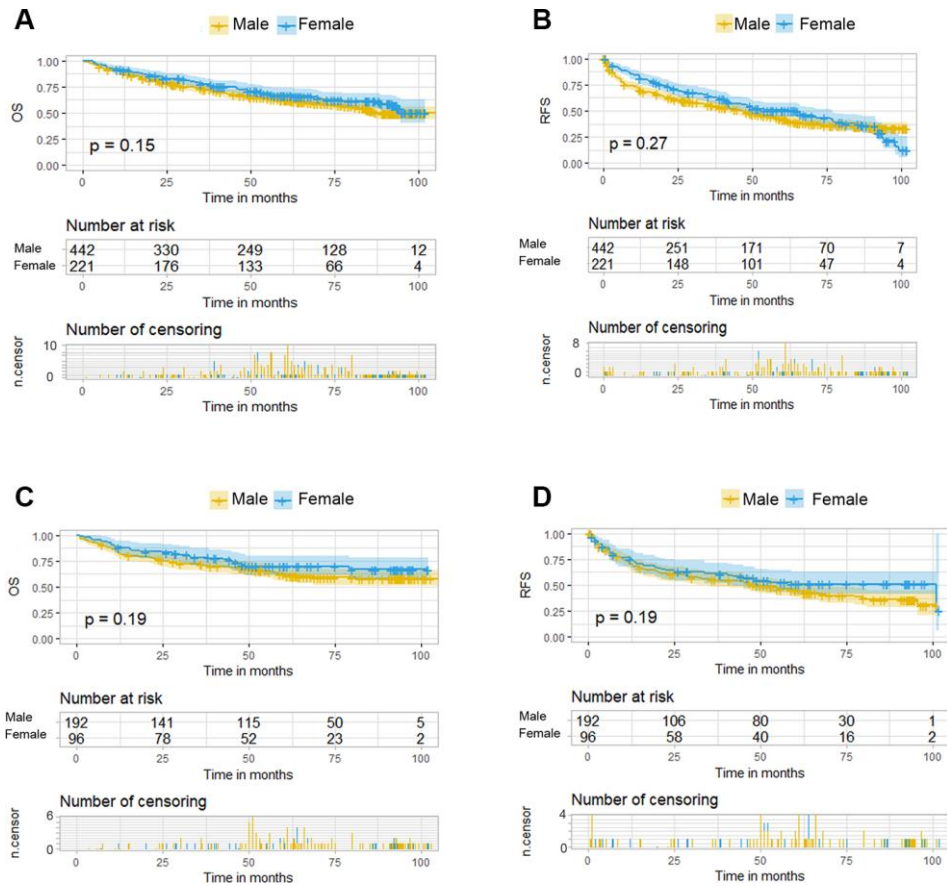 A
Male Female
OS
1.00
0.75
0.50
0.25
0.00
p = 0.15
0 25 50 75 100
Time in months
Number at risk
Male 442 330 249 128 12
Female 221 176 133 66 4
0 25 50 75 100
Time in months
Number of censoring
n.censor
10
0
0 25 50 75 100
Time in months
B
Male Female
RFS
1.00
0.75
0.50
0.25
0.00
p = 0.27
0 25 50 75 100
Time in months
Number at risk
Male 442 251 171 70 7
Female 221 148 101 47 4
0 25 50 75 100
Time in months
Number of censoring
n.censor
8
0
0 25 50 75 100
Time in months
C
Male Female
OS
1.00
0.75
0.50
0.25
0.00
p = 0.19
0 25 50 75 100
Time in months
Number at risk
Male 192 141 115 50 5
Female 96 78 52 23 2
0 25 50 75 100
Time in months
Number of censoring
n.censor
6
0
0 25 50 75 100
Time in months
D
Male Female
RFS
1.00
0.75
0.50
0.25
0.00
p = 0.19
0 25 50 75 100
Time in months
Number at risk
Male 192 106 80 30 1
Female 96 58 40 16 2
0 25 50 75 100
Time in months
Number of censoring
n.censor
4
0
0 25 50 75 100
Time in months